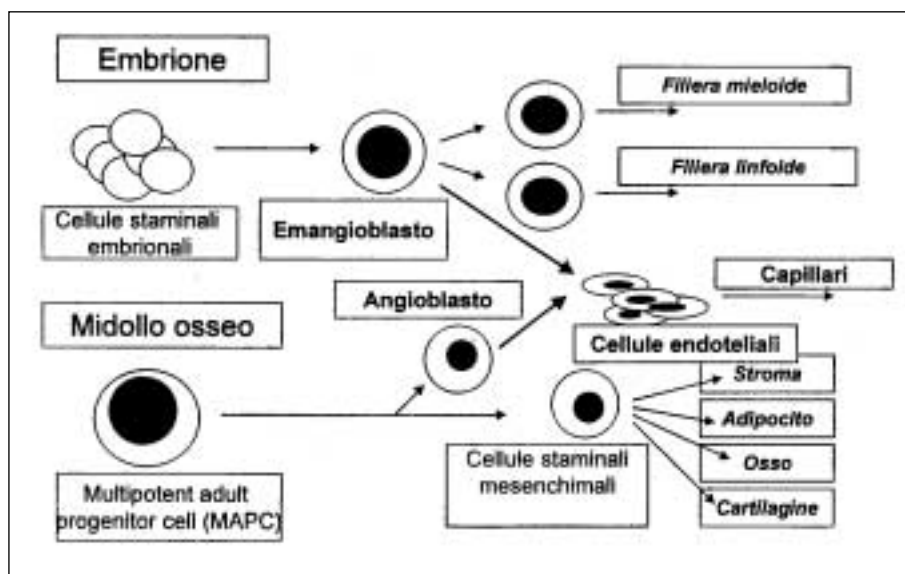 Embrione
Cellule staminali
embrionali
Emangioblasto
Filiera mieloide
Filiera linfoide
Capillari
Cellule endoteliali
Midollo osseo
Angioblasto
Multipotent adult
progenitor cell (MAPC)
Cellule staminali
mesenchimali
Stroma
Adipocito
Osso
Cartilagine